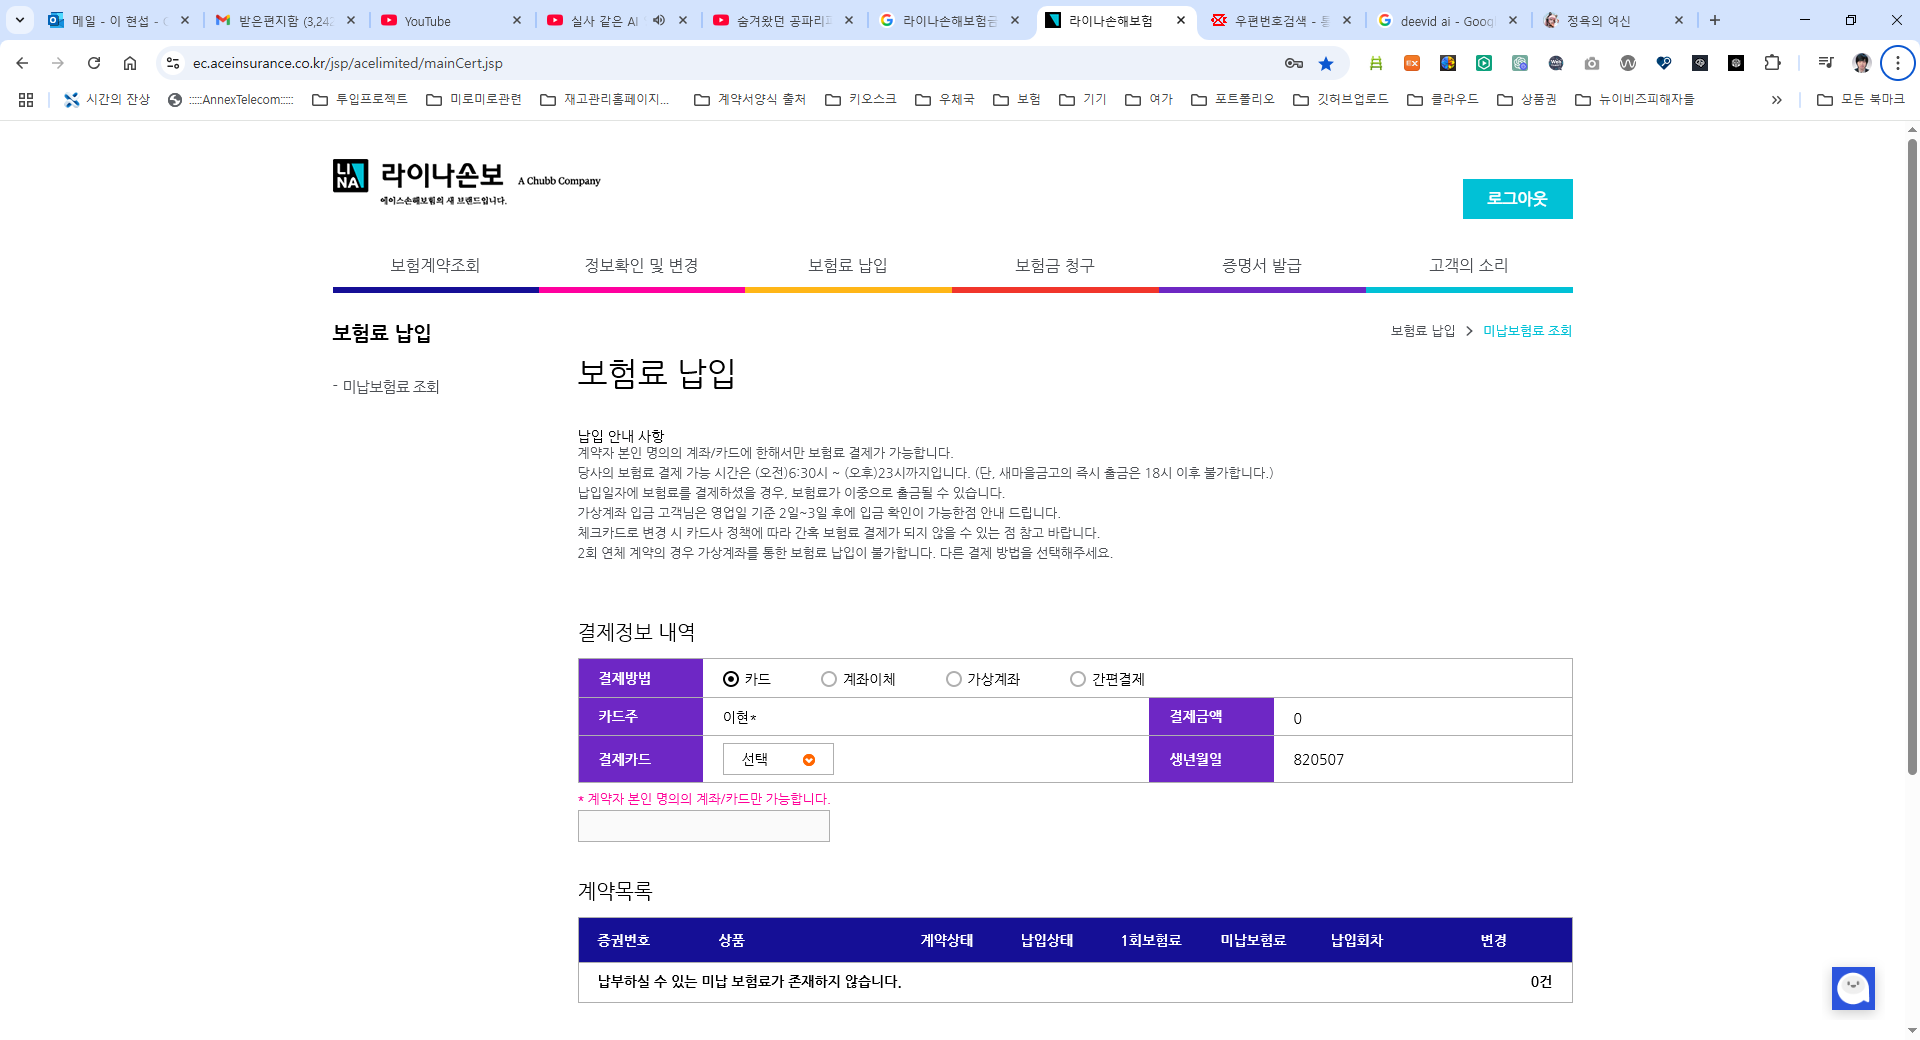 메일 - 이 현섭 -
받은편지함 (3,242
YouTube
실사 같은 AI
숨겨왔던 공파리
라이나손해보험금
라이나손해보험
우편번호검색 -
deevid ai - Goog
정욕의 여신
ec.aceinsurance.co.kr/jsp/acelimited/mainCert.jsp
시간의 잔상
:::::AnnexTelecom:::::
투입프로젝트
미로미로관련
재고관리홈페이지...
계약서양식 출처
키오스크
우체국
보험
기기
여가
포트폴리오
깃허브업로드
클라우드
상품권
뉴이비즈피해자들
모든 북마크
LINA 라이나손보 A Chubb Company
에이스손해보험의 새 브랜드입니다.
로그아웃
보험계약조회
정보확인 및 변경
보험료 납입
보험금 청구
증명서 발급
고객의 소리
보험료 납입
보험료 납입 > 미납보험료 조회
- 미납보험료 조회
보험료 납입
납입 안내 사항
계약자 본인 명의의 계좌/카드에 한해서만 보험료 결제가 가능합니다.
당사의 보험료 결제 가능 시간은 (오전)6:30시 ~ (오후)23시까지입니다. (단, 새마을금고의 즉시 출금은 18시 이후 불가합니다.)
납입일자에 보험료를 결제하셨을 경우, 보험료가 이중으로 출금될 수 있습니다.
가상계좌 입금 고객님은 영업일 기준 2일~3일 후에 입금 확인이 가능한점 안내 드립니다.
체크카드로 변경 시 카드사 정책에 따라 간혹 보험료 결제가 되지 않을 수 있는 점 참고 바랍니다.
2회 연체 계약의 경우 가상계좌를 통한 보험료 납입이 불가합니다. 다른 결제 방법을 선택해주세요.
결제정보 내역
결제방법 카드 계좌이체 가상계좌 간편결제
카드주 이현* 결제금액 0
결제카드 선택 생년월일 820507
* 계약자 본인 명의의 계좌/카드만 가능합니다.
계약목록
증권번호 상품 계약상태 납입상태 1회보험료 미납보험료 납입회차 변경
납부하실 수 있는 미납 보험료가 존재하지 않습니다. 0건